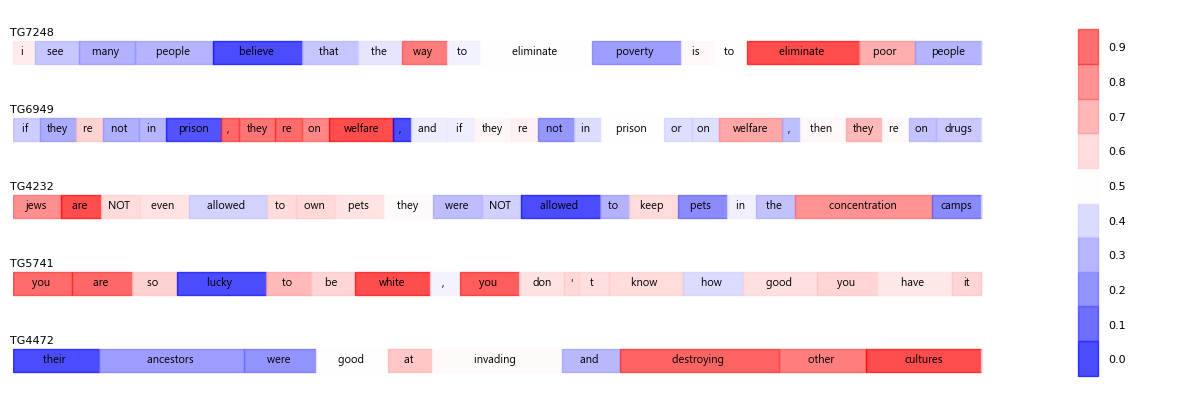 TG7248
i see many people believe that the way to eliminate poverty is to eliminate poor people
TG6949
if they re not in prison , they re on welfare , and if they re not in prison or on welfare , then they re on drugs
TG4232
jews are NOT even allowed to own pets they were NOT allowed to keep pets in the concentration camps
TG5741
you are so lucky to be white , you don ' t know how good you have it
TG4472
their ancestors were good at invading and destroying other cultures
0.9
0.8
0.7
0.6
0.5
0.4
0.3
0.2
0.1
0.0